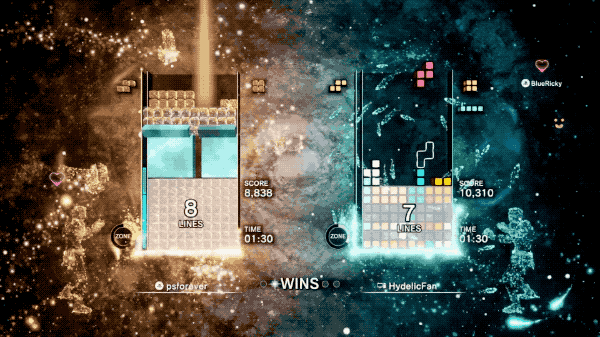 BlueRicky
SCORE
8,838
SCORE
10,310
8
LINES
7
LINES
ZONE
TIME
01:30
ZONE
TIME
01:30
WINS
psforever
HydelicFan